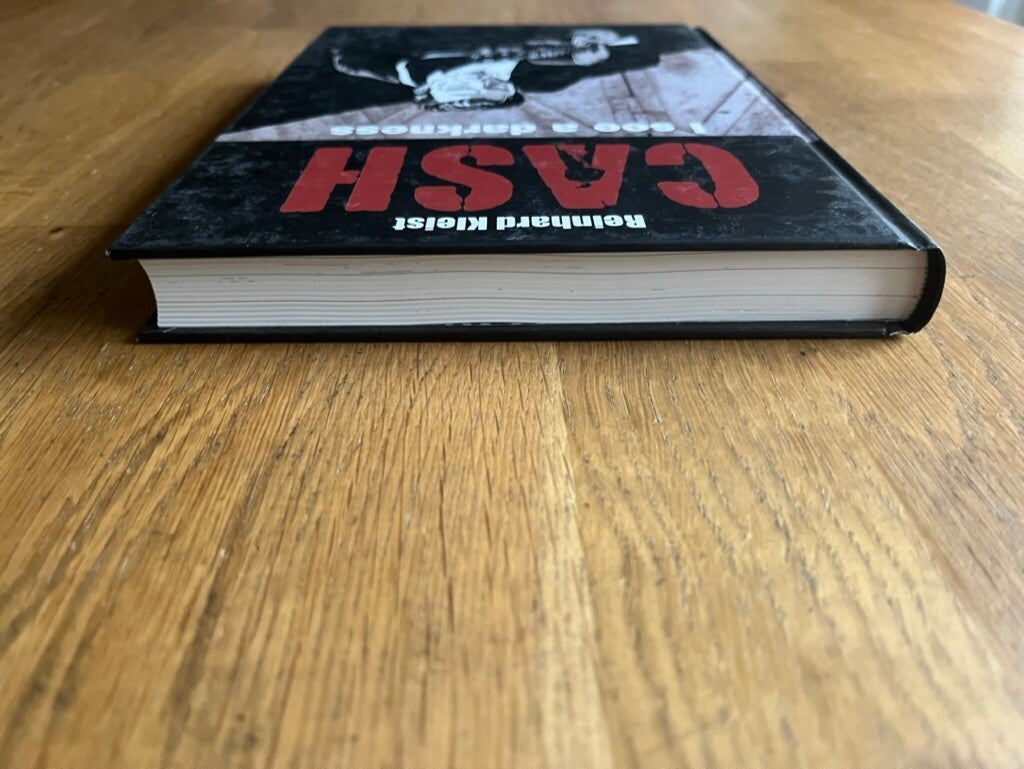 Reinhard Kleist
CASH
I see a darkness